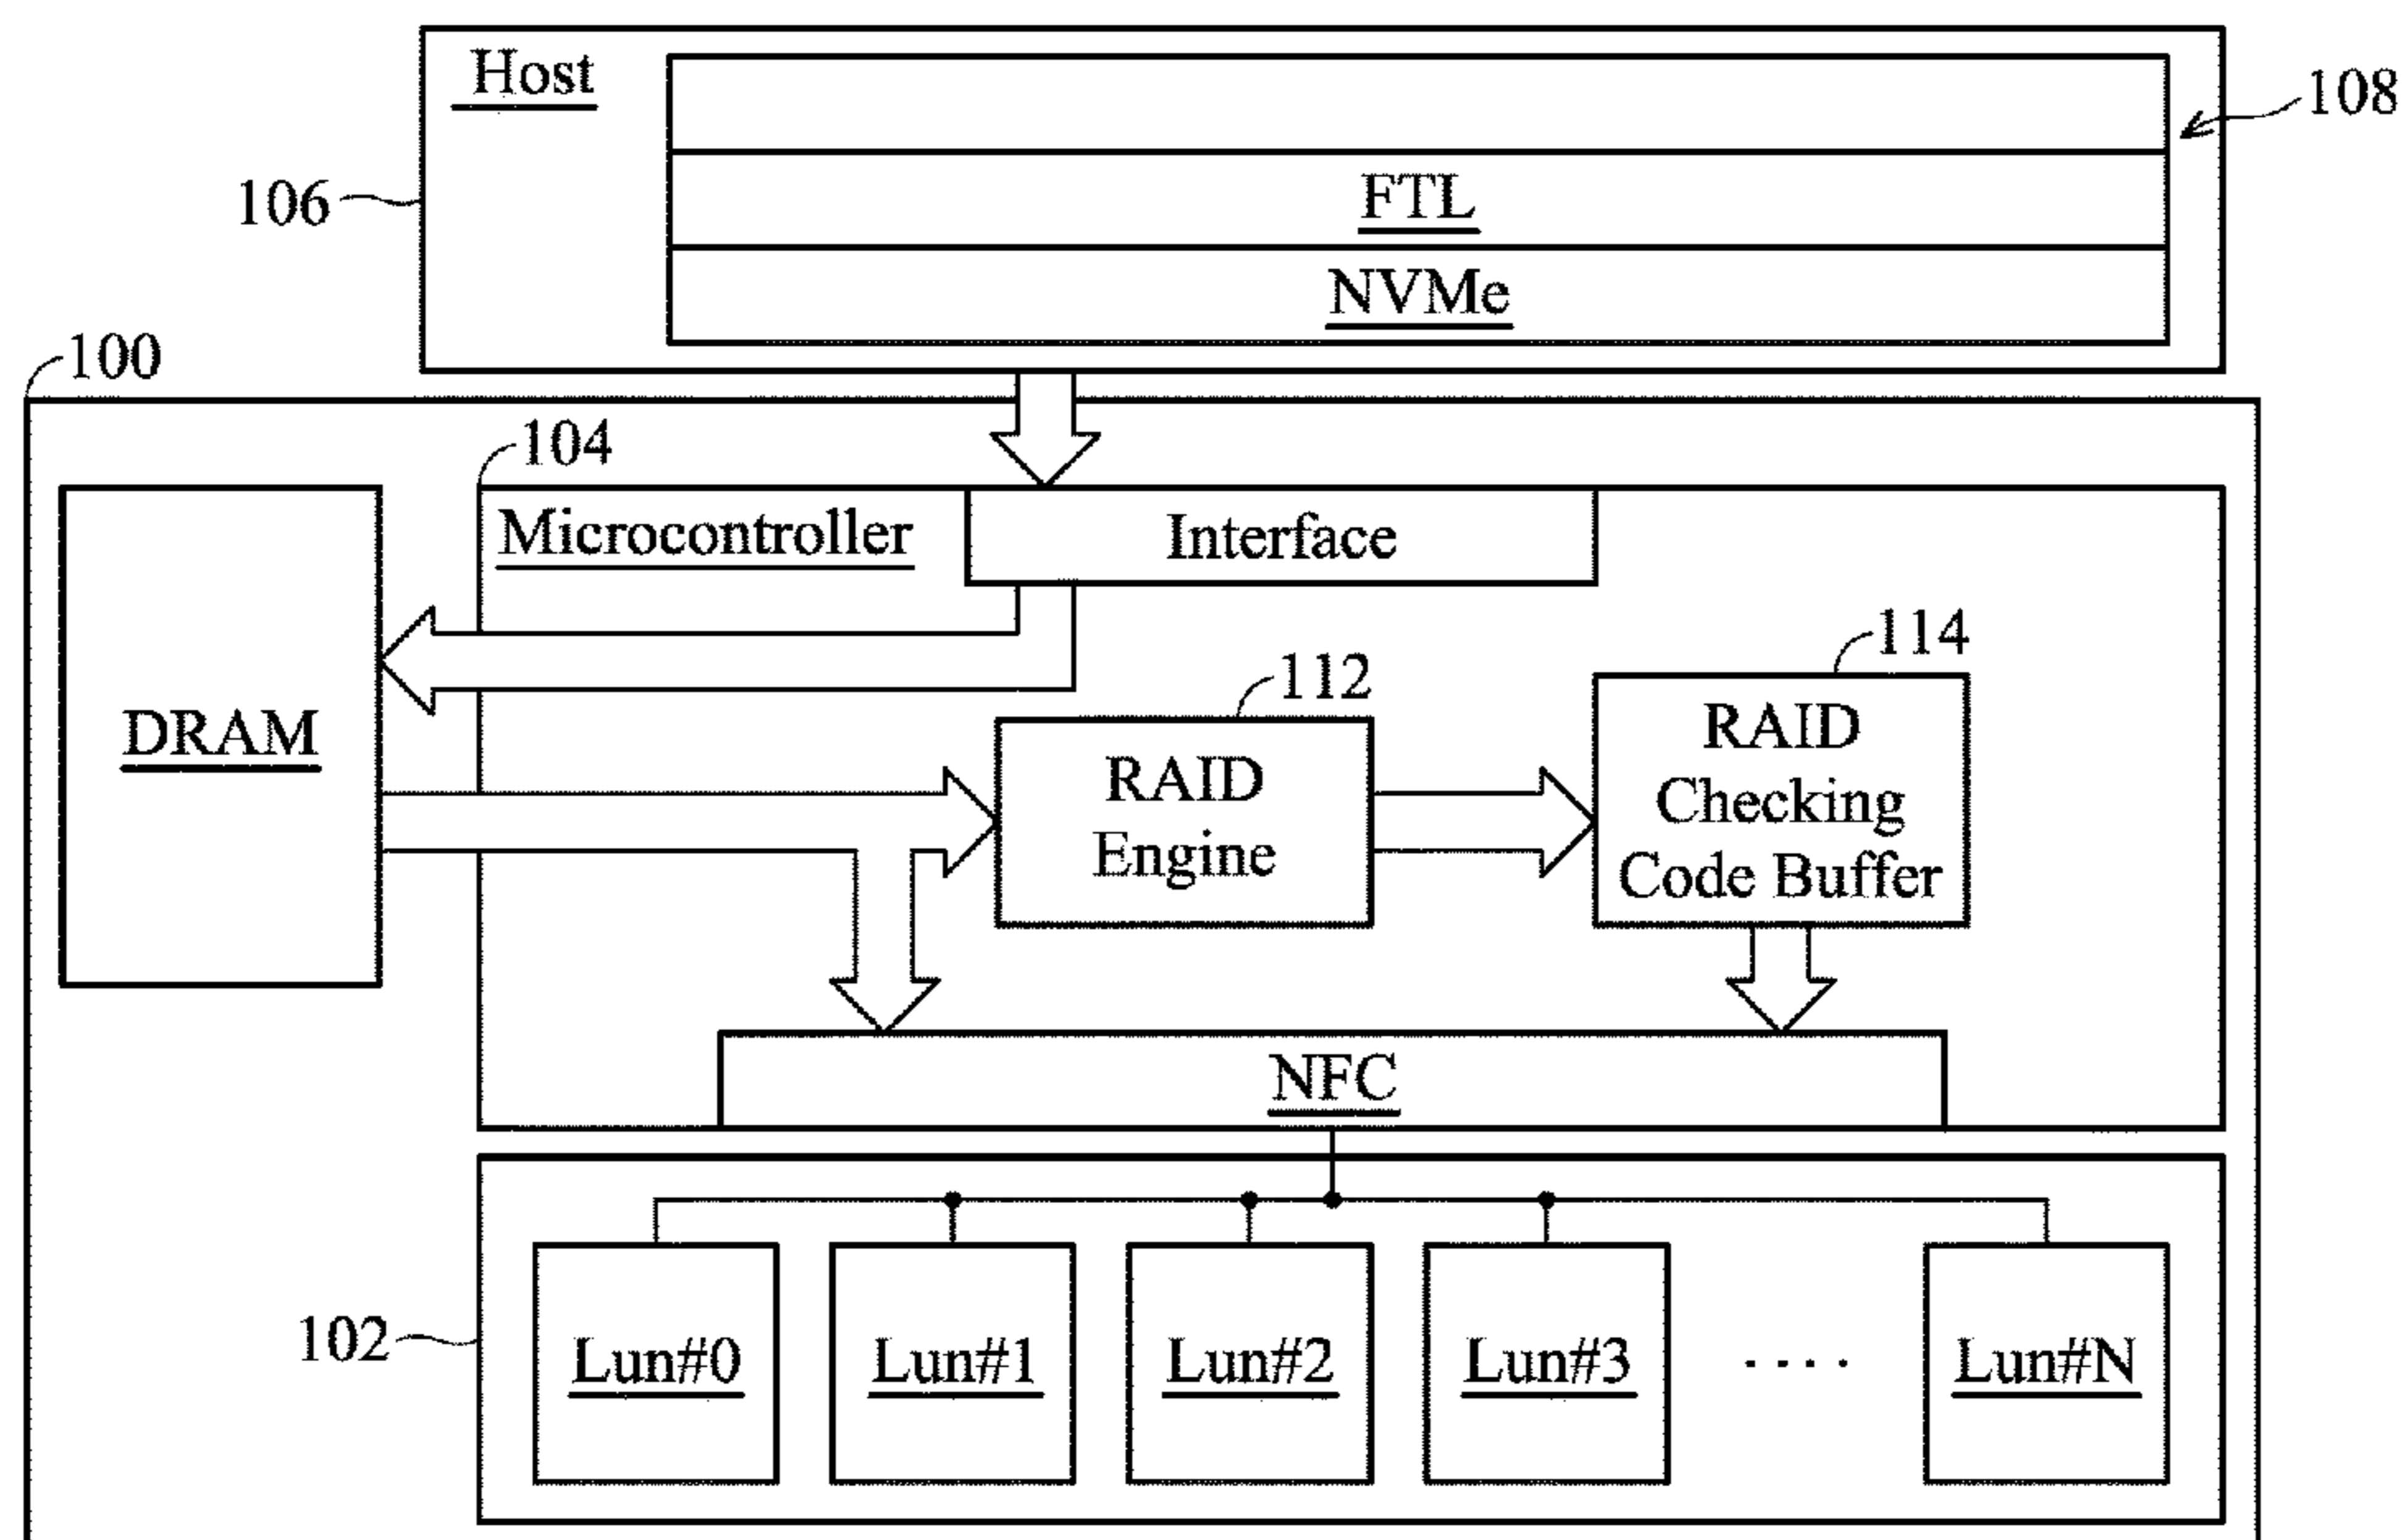 Host
108
FTL
106
NVMe
100
104
Microcontroller
Interface
114
112
DRAM
RAID
Engine
RAID
Checking
Code Buffer
NFC
102
Lun#0
Lun#1
Lun#2
Lun#3
....
Lun#N